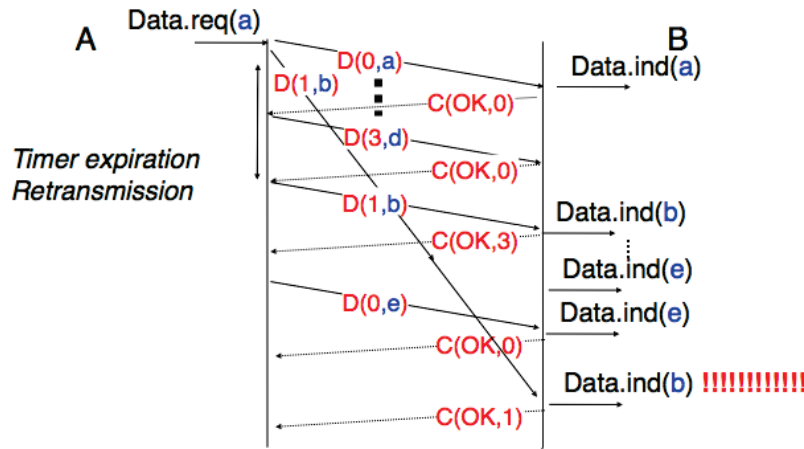 A
Data.req(a)
B
D(0,a)
Data.ind(a)
D(1,b)
C(OK,0)
D(3,d)
Timer expiration
Retransmission
C(OK,0)
D(1,b)
Data.ind(b)
C(OK,3)
Data.ind(e)
D(0,e)
Data.ind(e)
C(OK,0)
Data.ind(b) !!!!!!!!!!!!
C(OK,1)